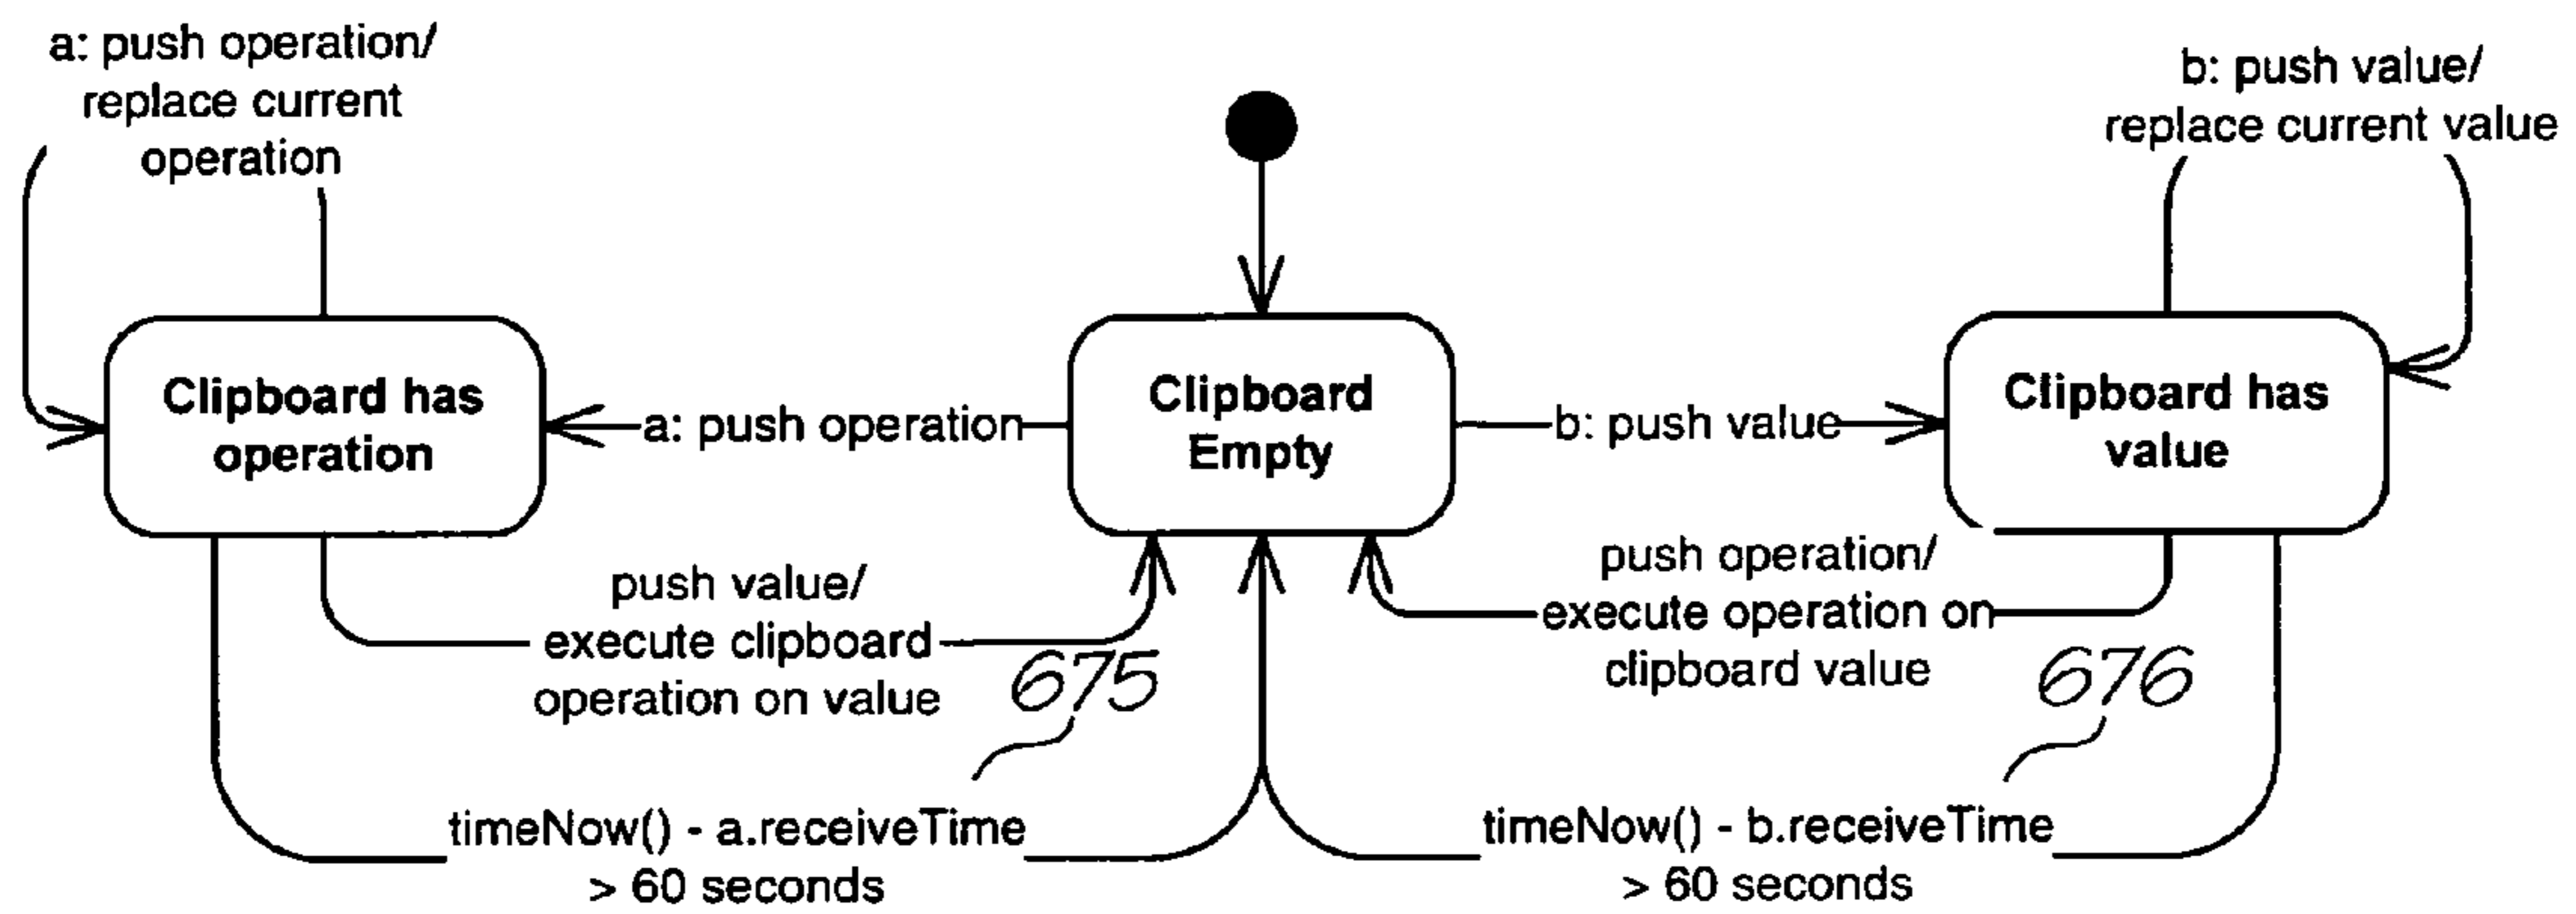 a: push operation/
replace current
operation
b: push value/
replace current value
Clipboard has
operation
a: push operation
Clipboard
Empty
b: push value
Clipboard has
value
push value/
execute clipboard
operation on value
675
push operation/
execute operation on
clipboard value
676
timeNow() - a.receiveTime
> 60 seconds
timeNow() - b.receiveTime
> 60 seconds